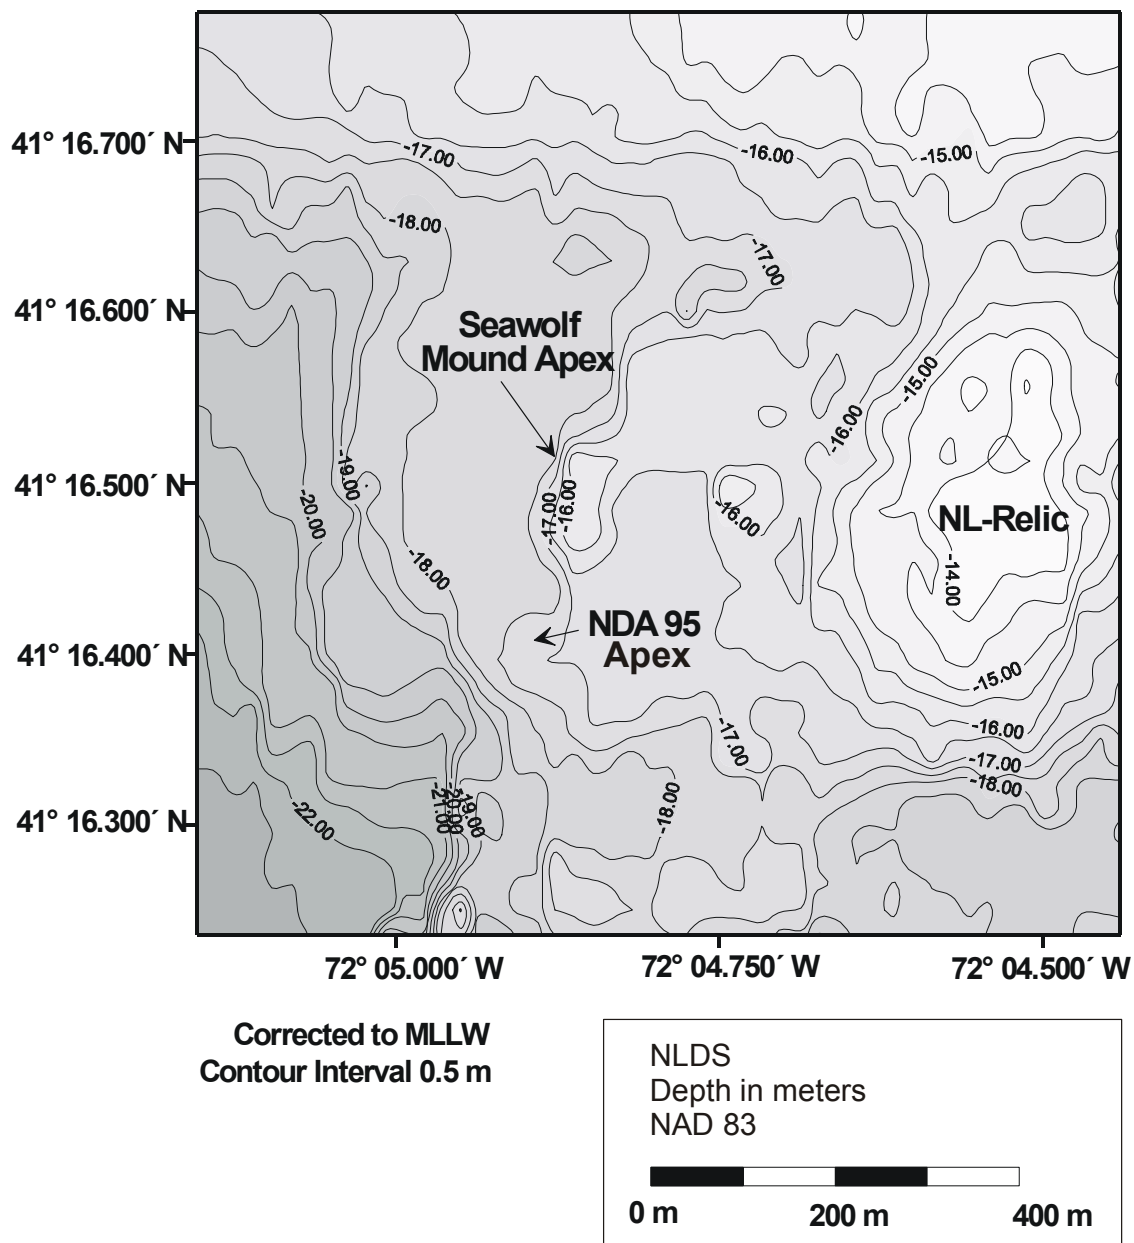 41° 16.700´ N
-17.00
-16.00
-15.00
-18.00
-17.00
41° 16.600´ N
Seawolf
Mound Apex
-15.00
-16.00
-19.00
41° 16.500´ N
-20.00
-17.00
-16.00
-16.00
NL-Relic
-18.00
-14.00
NDA 95
Apex
41° 16.400´ N
-15.00
-16.00
-17.00
-17.00
-18.00
-18.00
41° 16.300´ N
-22.00
-21.00
-20.00
-19.00
72° 05.000´ W
72° 04.750´ W
72° 04.500´ W
Corrected to MLLW
Contour Interval 0.5 m
NLDS
Depth in meters
NAD 83
0 m
200 m
400 m